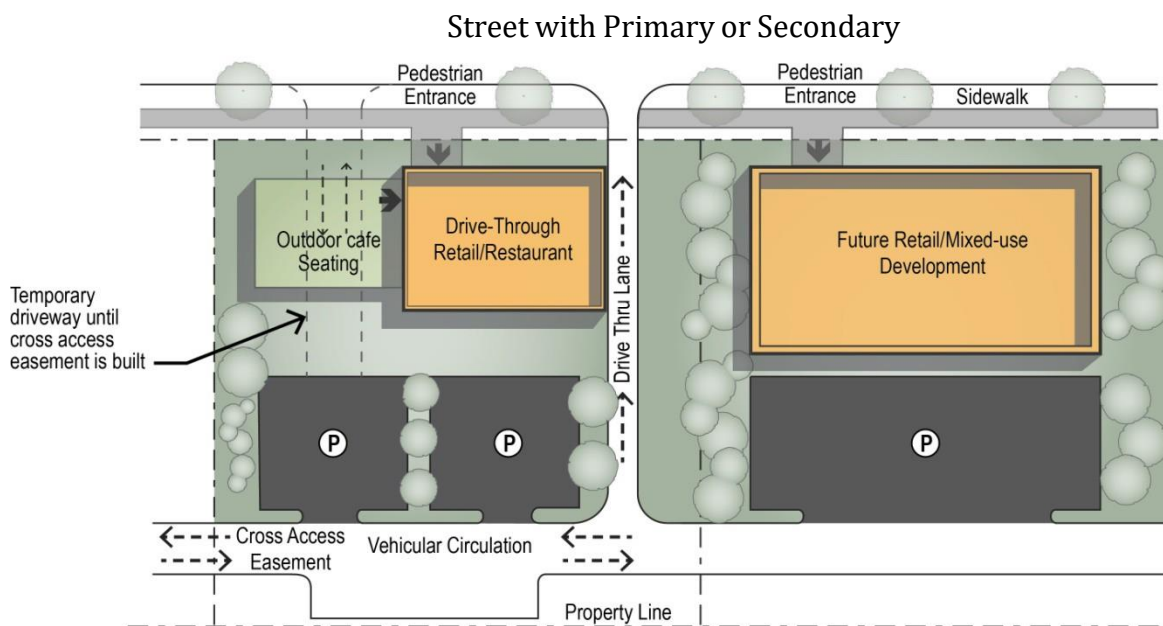 Street with Primary or Secondary
Pedestrian
Entrance
Pedestrian
Entrance
Sidewalk
Outdoor cafe
Seating
Drive-Through
Retail/Restaurant
Drive Thru Lane
Future Retail/Mixed-use
Development
Temporary
driveway until
cross access
easement is built
P
P
P
Cross Access
Easement
Vehicular Circulation
Property Line